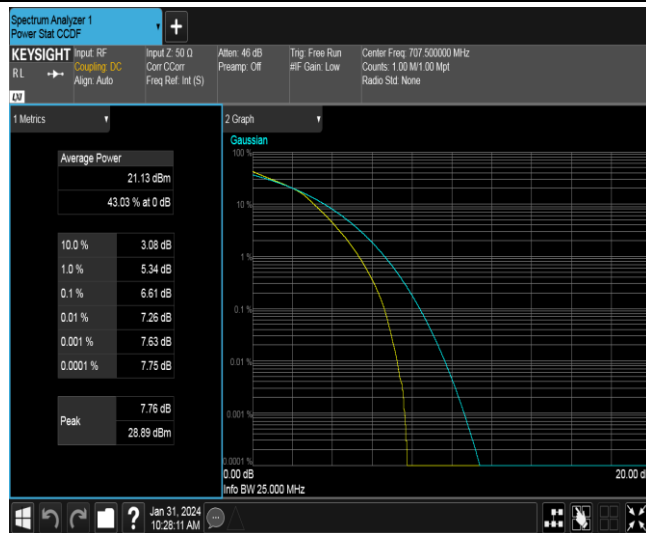 Spectrum Analyzer 1
Power Stat CCDF
+
KEYSIGHT
RL
Input: RF
Coupling: DC
Align: Auto
Input Z: 50 Ω
Corr CCorr
Freq Ref: Int (S)
Atten: 46 dB
Preamp: Off
Trig: Free Run
#IF Gain: Low
Center Freq: 707.500000 MHz
Counts: 1.00 M/1.00 Mpt
Radio Std: None
1 Metrics
Average Power
21.13 dBm
43.03 % at 0 dB
10.0 % 3.08 dB
1.0 % 5.34 dB
0.1 % 6.61 dB
0.01 % 7.26 dB
0.001 % 7.63 dB
0.0001 % 7.75 dB
Peak
7.76 dB
28.89 dBm
2 Graph
Gaussian
100 %
10 %
1 %
0.1 %
0.01 %
0.001 %
0.0001 %
0.00 dB
20.00 d
Info BW 25.000 MHz
?
Jan 31, 2024
10:28:11 AM